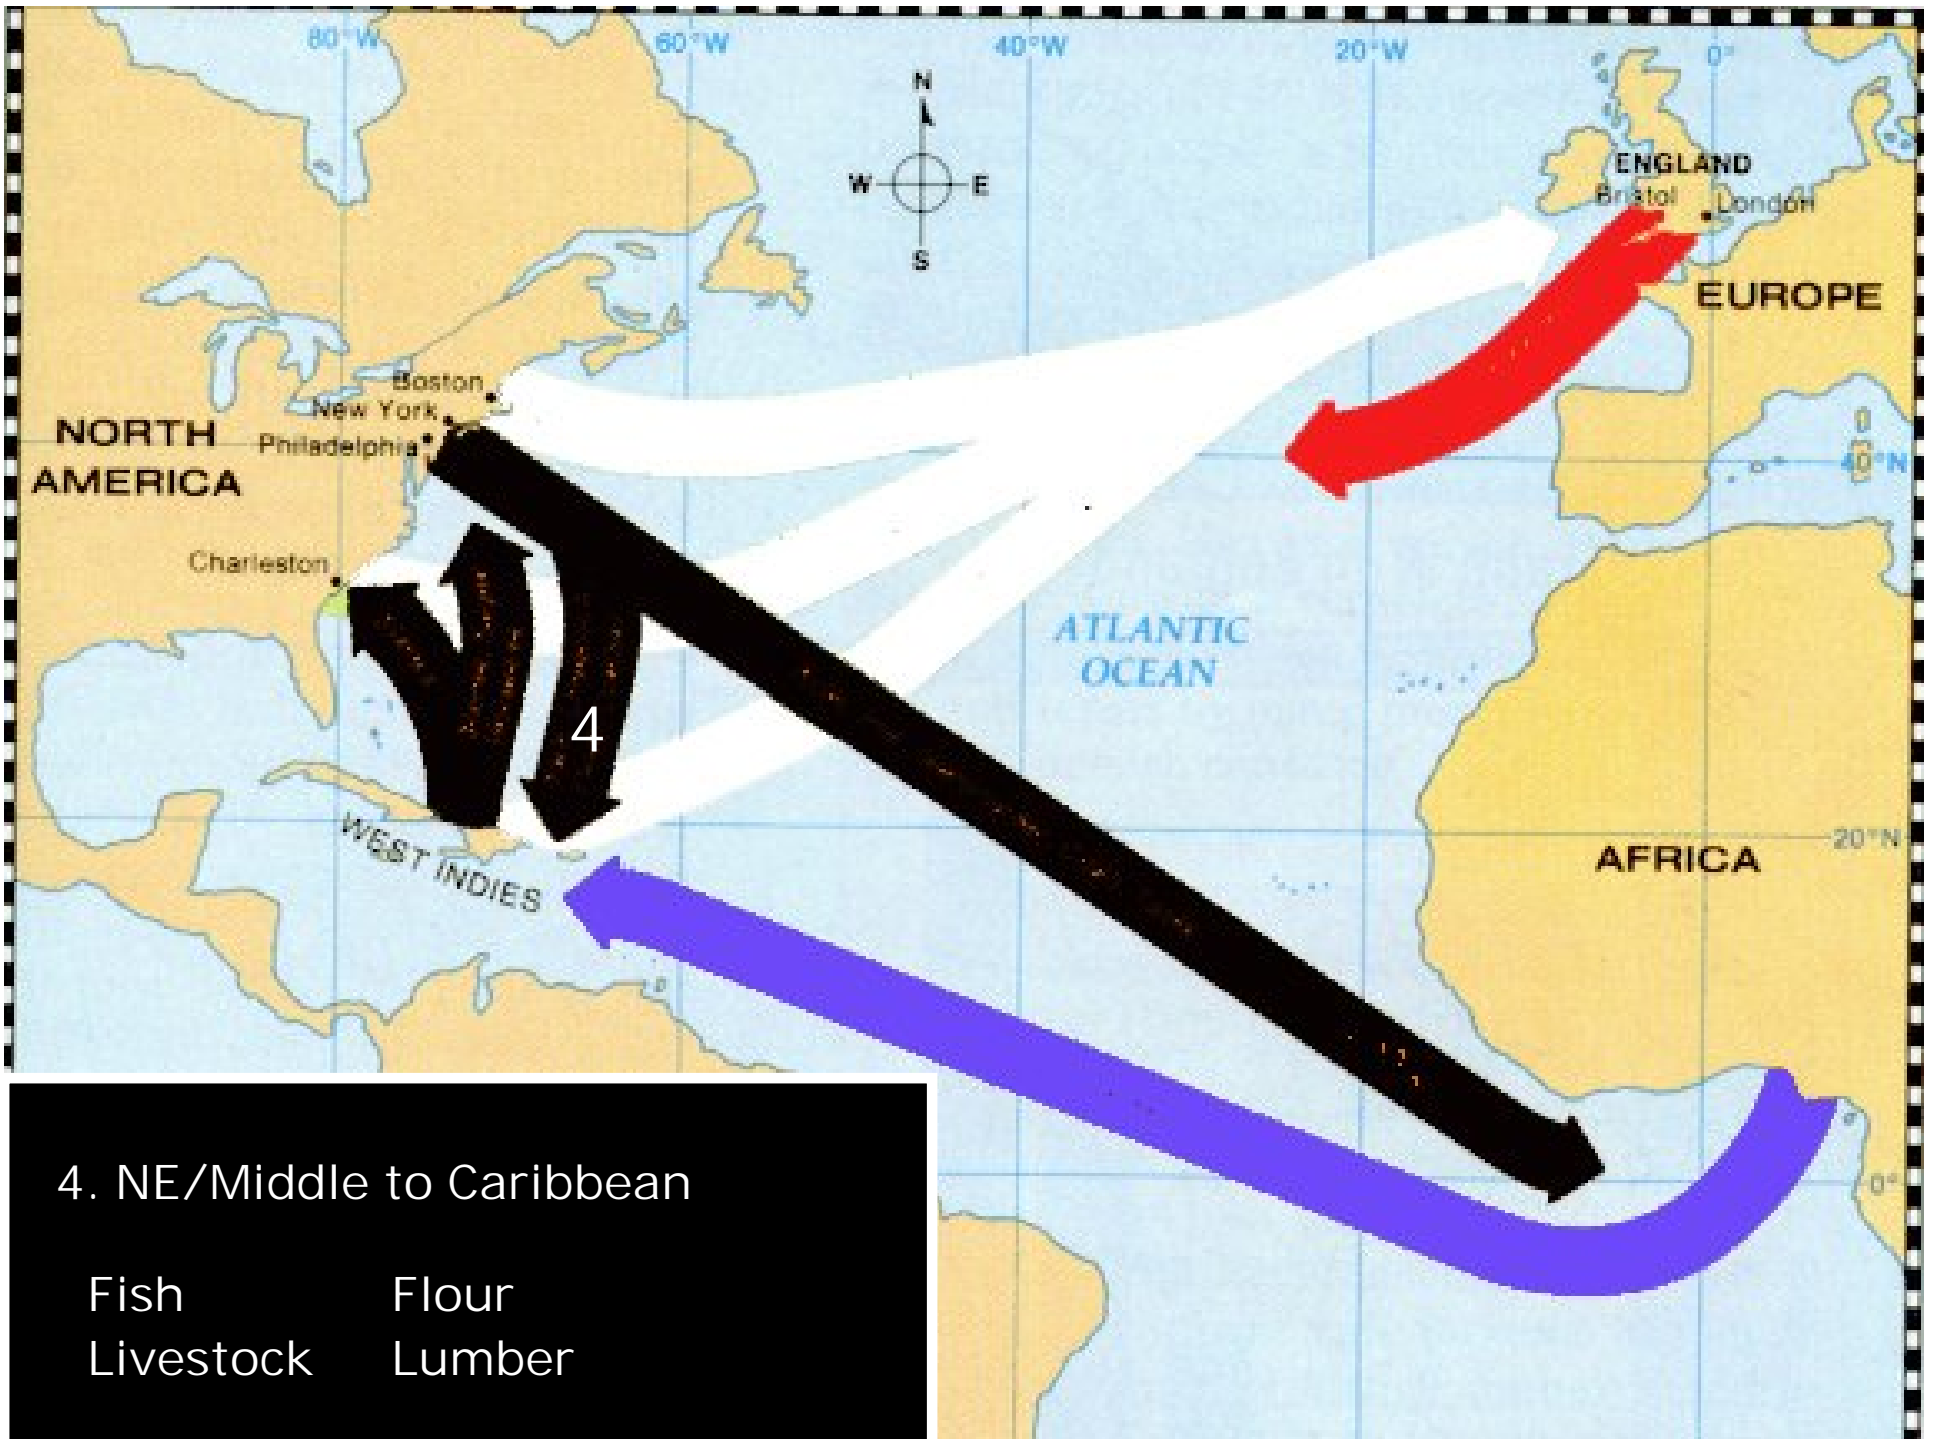 80°W
60°W
40°W
20°W
0°
N
W
E
S
ENGLAND
Bristol
London
EUROPE
Boston
New York
Philadelphia
NORTH
AMERICA
40°N
Charleston
ATLANTIC
OCEAN
4
WEST INDIES
20°N
AFRICA
0°
4. NE/Middle to Caribbean
Fish Flour
Livestock Lumber